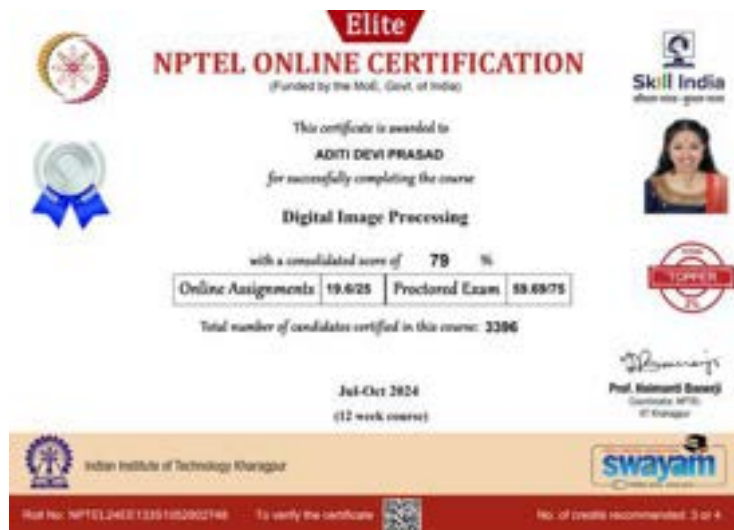 Elite
NPTEL ONLINE CERTIFICATION
(Funded by the MoE, Govt. of India)
Skill India
This certificate is awarded to
ADITI DEVI PRASAD
for successfully completing the course
Digital Image Processing
with a consolidated score of 79 %
Online Assignments 19.6/25 Proctored Exam 59.69/75
TOPPER
Total number of candidates certified in this course: 3396
Prof. Haimanti Banerji
Coordinator, NPTEL
IIT Kharagpur
Jul-Oct 2024
(12 week course)
Indian Institute of Technology Kharagpur
swayam
Roll No:
To verify the certificate
No. of credits recommended: 3 or 4